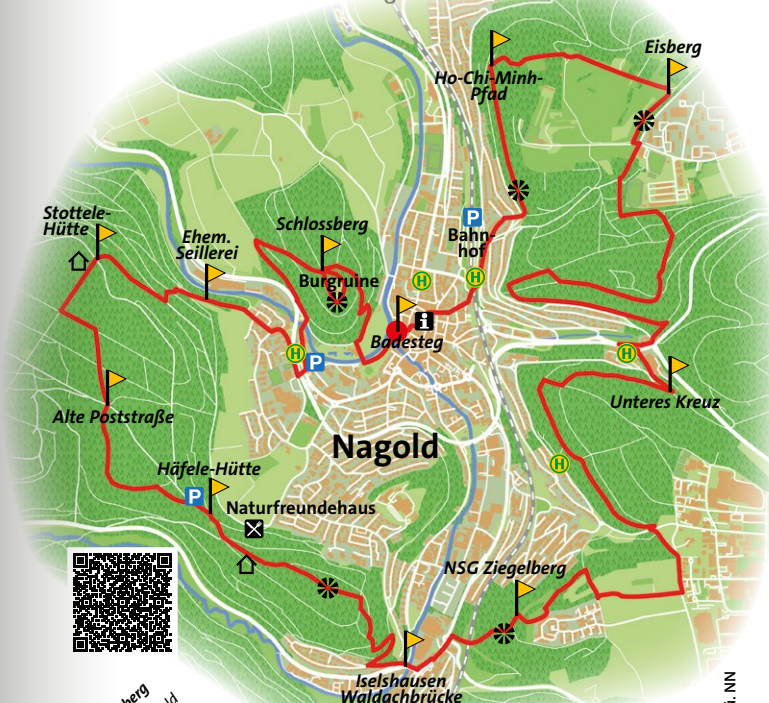 Ho-Chi-Minh-
Pfad
Eisberg
Stottele-
Hütte
Ehem.
Seillerei
Schlossberg
P
Bahn-
hof
Burgruine
H
H
i
Badesteg
H
P
H
Unteres Kreuz
Alte Poststraße
Nagold
H
Häfele-Hütte
P
Naturfreundehaus
NSG Ziegelberg
Iselshausen
Waldachbrücke